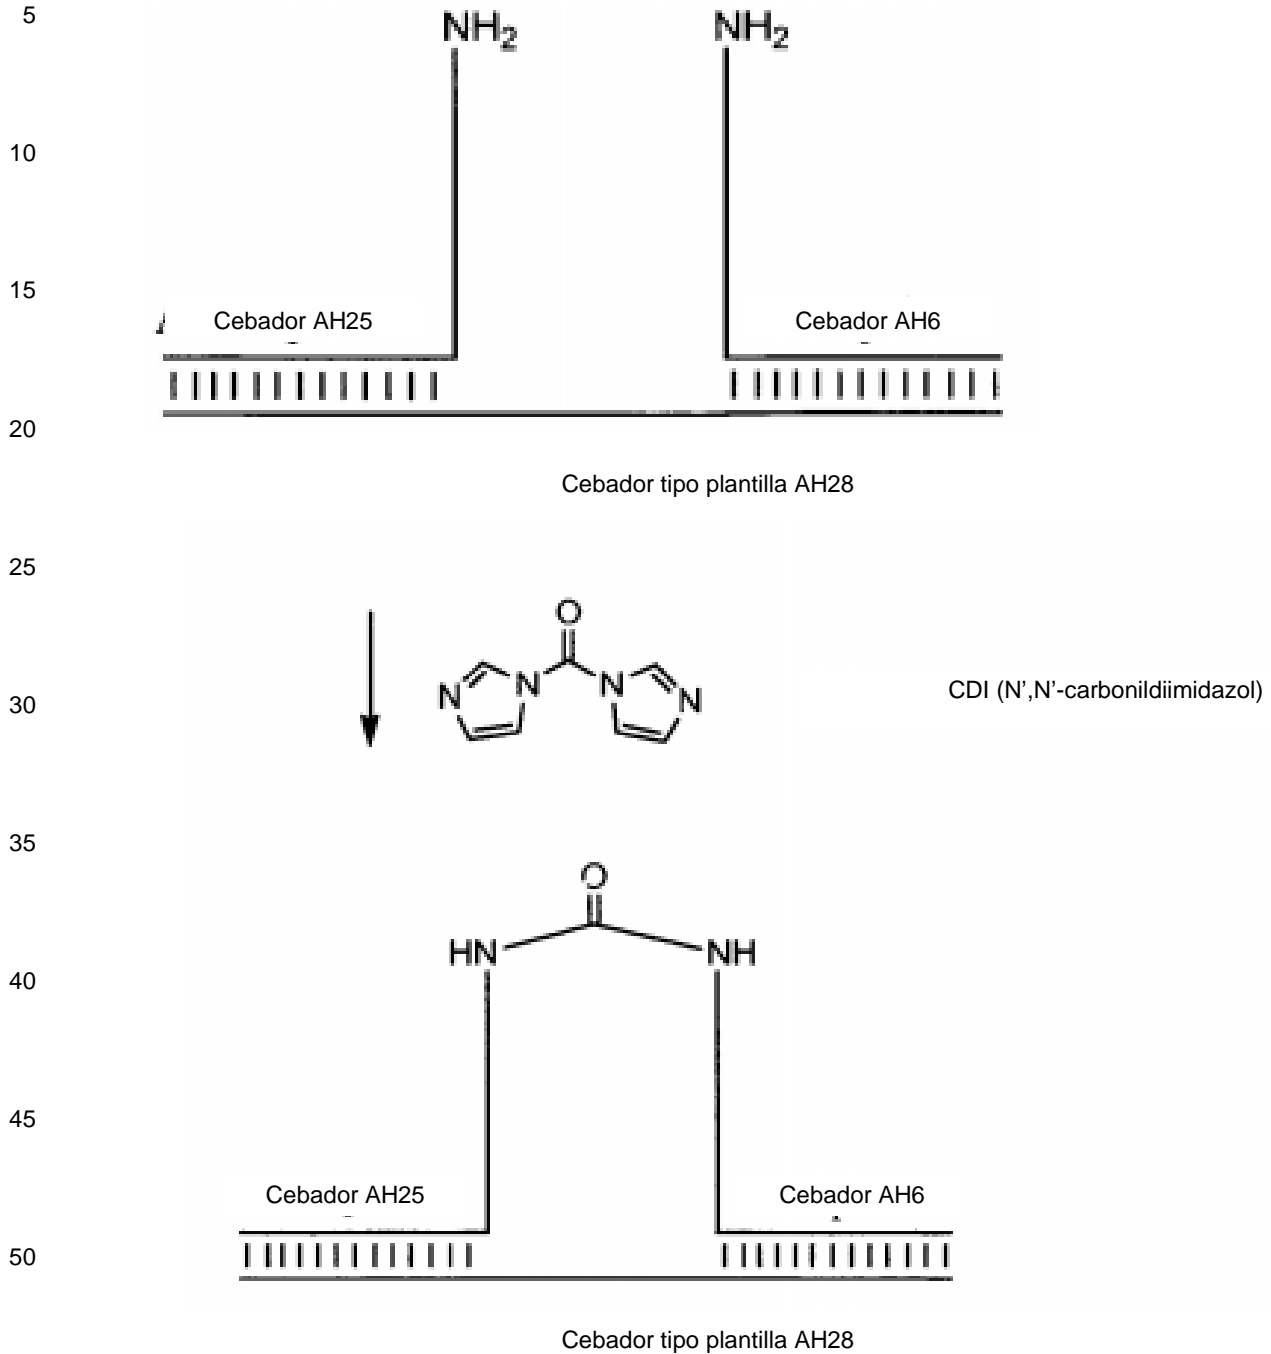 5
NH2 NH2
10
15
Cebador AH25 Cebador AH6
20
Cebador tipo plantilla AH28
25
O
N N N N
30
CDI (N',N'-carbonildiimidazol)
35
O
HN NH
40
45
Cebador AH25 Cebador AH6
50
Cebador tipo plantilla AH28